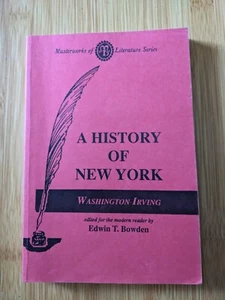 Masterworks of Literature Series
A HISTORY
OF
NEW YORK
WASHINGTON IRVING
edited for the modern reader by
Edwin T. Bowden